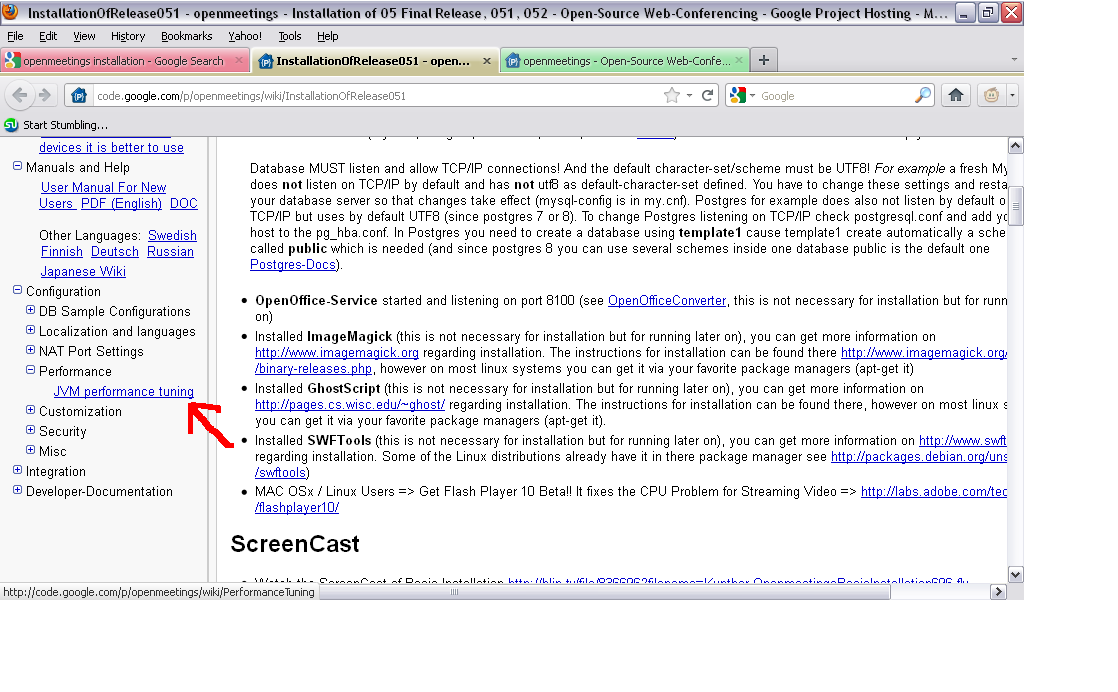 InstallationOfRelease051 - openmeetings - Installation of 05 Final Release, 051, 052 - Open-Source Web-Conferencing - Google Project Hosting - M...
File Edit View History Bookmarks Yahoo! Tools Help
openmeetings installation - Google Search InstallationOfRelease051 - open... openmeetings - Open-Source Web-Confe...
code.google.com/p/openmeetings/wiki/InstallationOfRelease051 Google
Start Stumbling...
devices it is better to use
Manuals and Help
User Manual For New
Users PDF (English) DOC
Other Languages: Swedish
Finnish Deutsch Russian
Japanese Wiki
Configuration
DB Sample Configurations
Localization and languages
NAT Port Settings
Performance
JVM performance tuning
Customization
Security
Misc
Integration
Developer-Documentation
Database MUST listen and allow TCP/IP connections! And the default character-set/scheme must be UTF8! For example a fresh My
does not listen on TCP/IP by default and has not utf8 as default-character-set defined. You have to change these settings and resta
your database server so that changes take effect (mysql-config is in my.cnf). Postgres for example does also not listen by default o
TCP/IP but uses by default UTF8 (since postgres 7 or 8). To change Postgres listening on TCP/IP check postgresql.conf and add yo
host to the pg_hba.conf. In Postgres you need to create a database using template1 cause template1 create automatically a sche
called public which is needed (and since postgres 8 you can use several schemas inside one database public is the default one
Postgres-Docs).
OpenOffice-Service started and listening on port 8100 (see OpenOfficeConverter, this is not necessary for installation but for runn
on)
Installed ImageMagick (this is not necessary for installation but for running later on), you can get more information on
http://www.imagemagick.org regarding installation. The instructions for installation can be found there http://www.imagemagick.org/
/binary-releases.php, however on most linux systems you can get it via your favorite package managers (apt-get it)
Installed GhostScript (this is not necessary for installation but for running later on), you can get more information on
http://pages.cs.wisc.edu/~ghost/ regarding installation. The instructions for installation can be found there, however on most linux s
you can get it via your favorite package managers (apt-get it).
Installed SWFTools (this is not necessary for installation but for running later on), you can get more information on http://www.swft
regarding installation. Some of the Linux distributions already have it in there package manager see http://packages.debian.org/uns
/swftools)
MAC OSx / Linux Users => Get Flash Player 10 Beta!! It fixes the CPU Problem for Streaming Video => http://labs.adobe.com/tec
/flashplayer10/
ScreenCast
Watch the ScreenCast of Basic Installation
http://code.google.com/p/openmeetings/wiki/PerformanceTuning